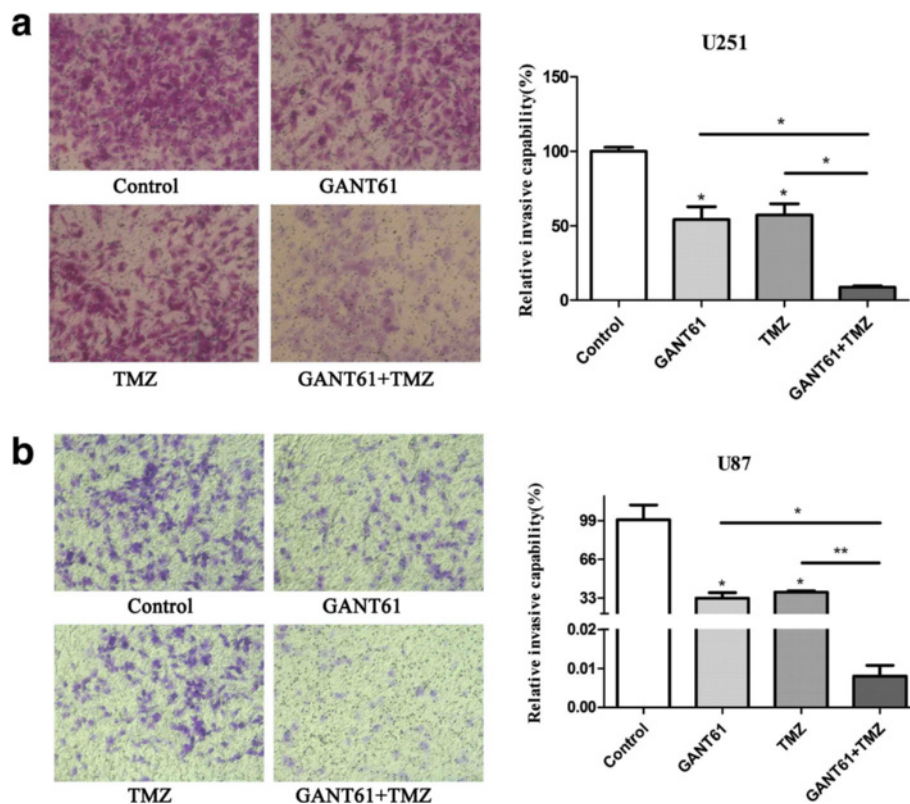 a
Control
GANT61
TMZ
GANT61+TMZ
U251
Relative invasive capability(%)
150
100
50
0
*
*
*
*
Control
GANT61
TMZ
GANT61+TMZ
b
Control
GANT61
TMZ
GANT61+TMZ
U87
Relative invasive capability(%)
99
66
33
0.02
0.01
0.00
*
**
*
*
Control
GANT61
TMZ
GANT61+TMZ